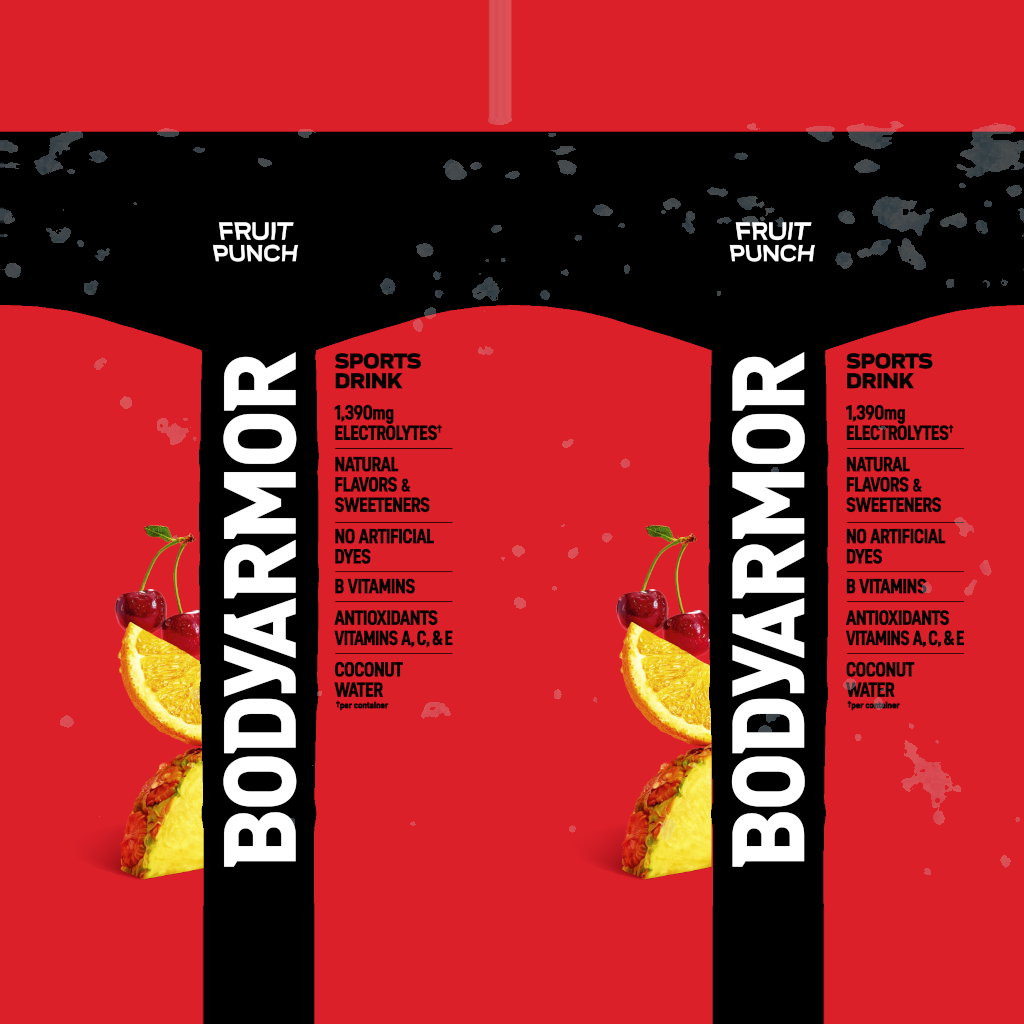 FRUIT
PUNCH
BODYARMOR
SPORTS
DRINK
1,390mg
ELECTROLYTES†
NATURAL
FLAVORS &
SWEETENERS
NO ARTIFICIAL
DYES
B VITAMINS
ANTIOXIDANTS
VITAMINS A, C, & E
COCONUT
WATER
†per container
FRUIT
PUNCH
BODYARMOR
SPORTS
DRINK
1,390mg
ELECTROLYTES†
NATURAL
FLAVORS &
SWEETENERS
NO ARTIFICIAL
DYES
B VITAMINS
ANTIOXIDANTS
VITAMINS A, C, & E
COCONUT
WATER
†per container